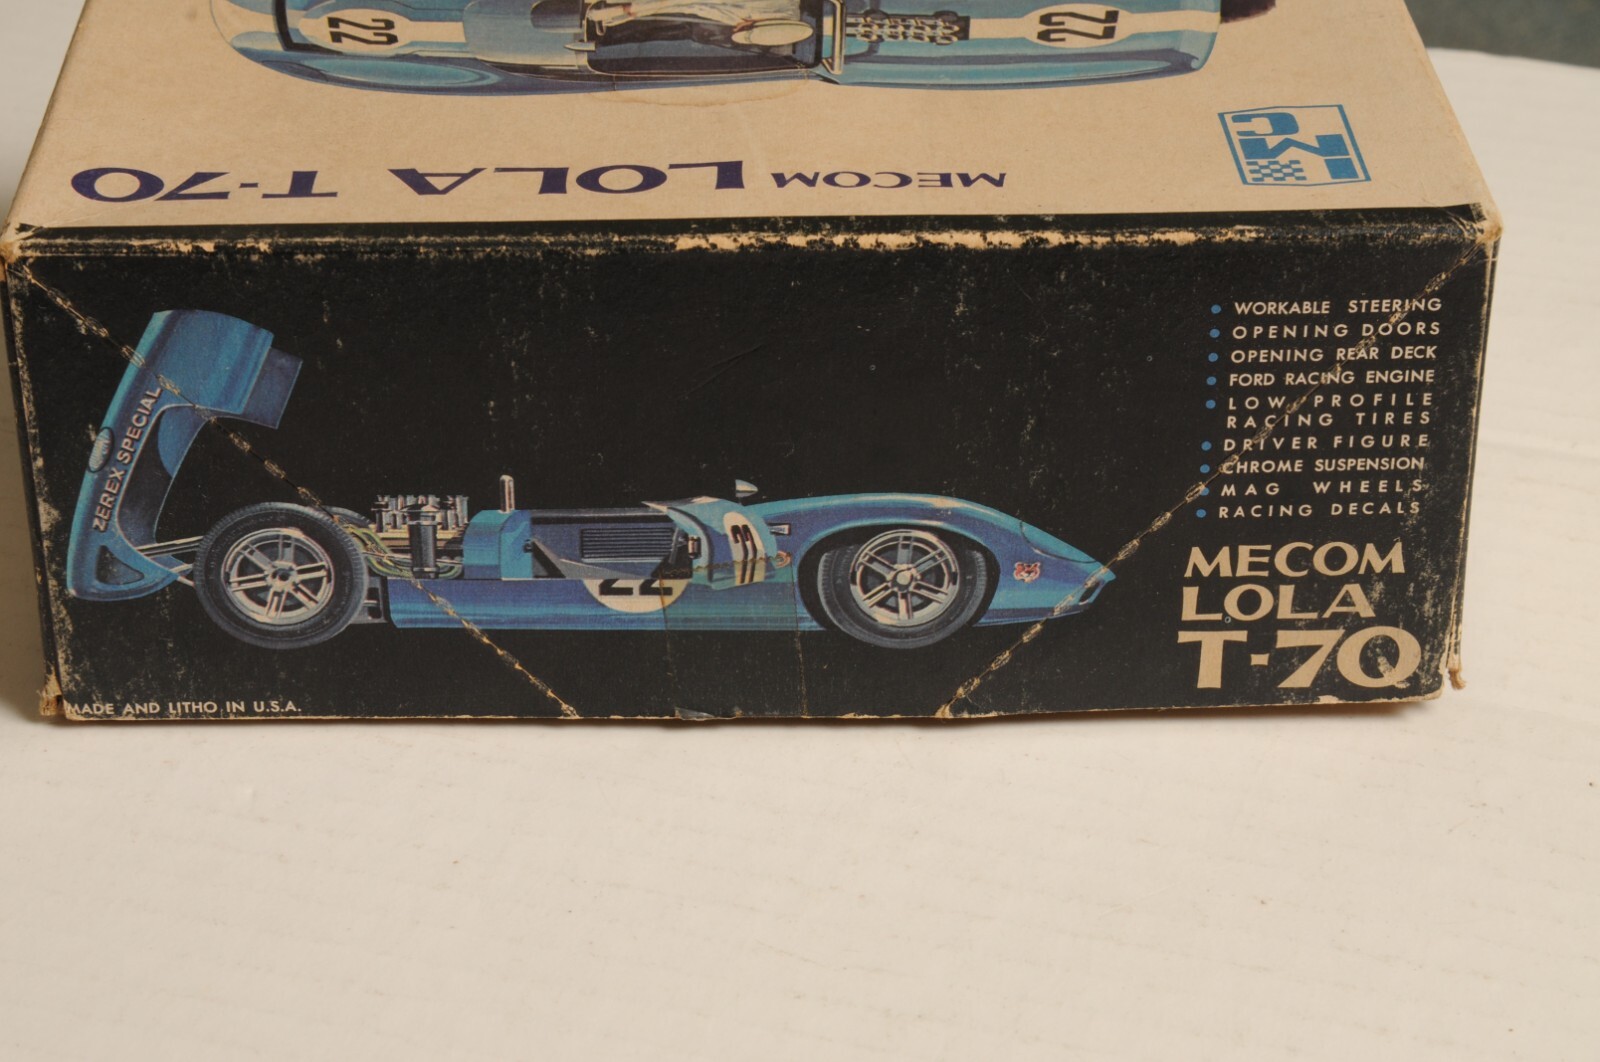 22
22
IMC
MECOM LOLA T-70
WORKABLE STEERING
OPENING DOORS
OPENING REAR DECK
FORD RACING ENGINE
LOW PROFILE
RACING TIRES
DRIVER FIGURE
CHROME SUSPENSION
MAG WHEELS
RACING DECALS
ZEREX SPECIAL
22
22
MECOM
LOLA
T-70
MADE AND LITHO IN U.S.A.